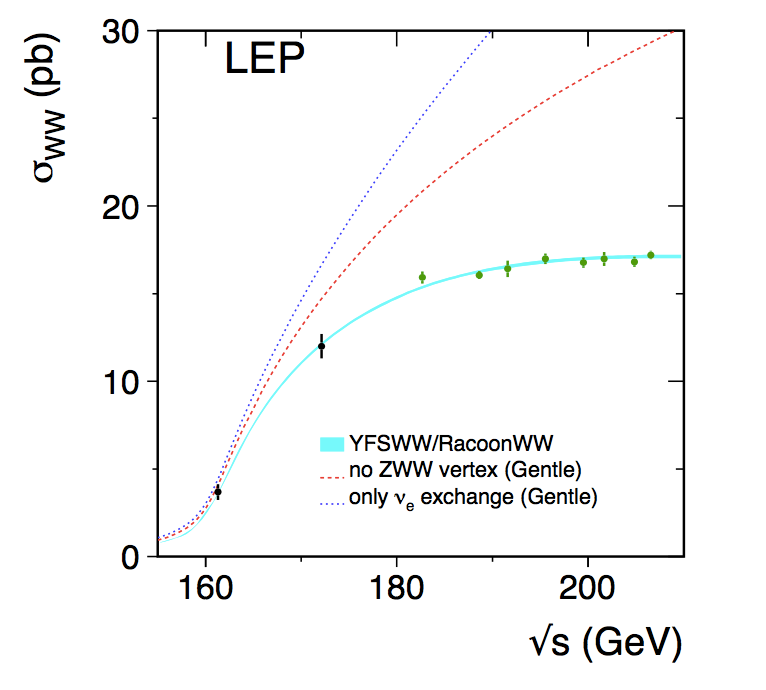 LEP
σWW (pb)
30
20
10
0
YFSWW/RacoonWW
no ZWW vertex (Gentle)
only νe exchange (Gentle)
160 180 200
√s (GeV)